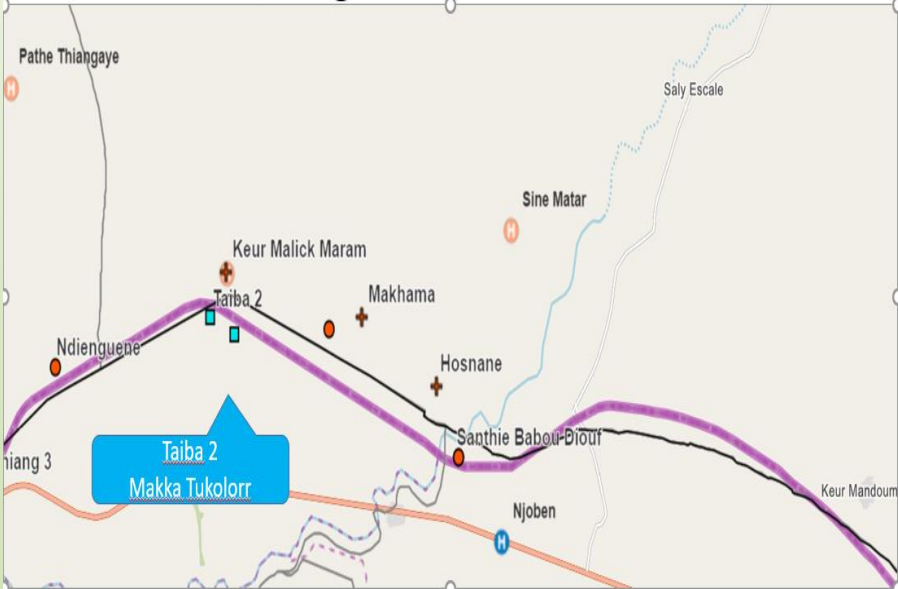 Pathe Thiangaye
H
Saly Escale
Sine Matar
H
Keur Malick Maram
Taiba 2
Makhama
Ndienguene
Hosnane
Santhie Babou Diouf
hiang 3
Taiba 2
Makka Tukolorr
Keur Mandoum
Njoben
H